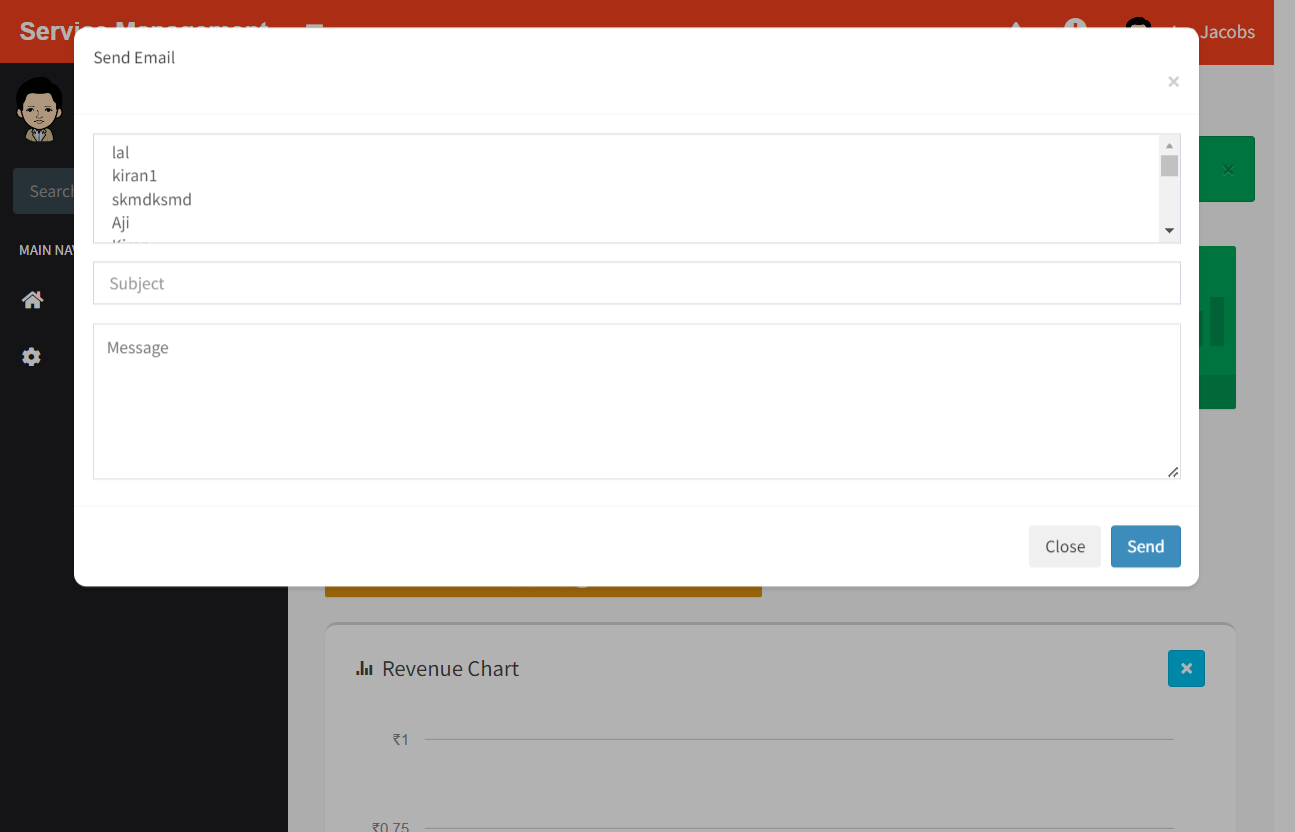 Service Management
Jacobs
Send Email
×
Search
MAIN NAV
lal
kiran1
skmdksmd
Aji
Kiran
Subject
Message
Close
Send
Revenue Chart
₹1
₹0.75